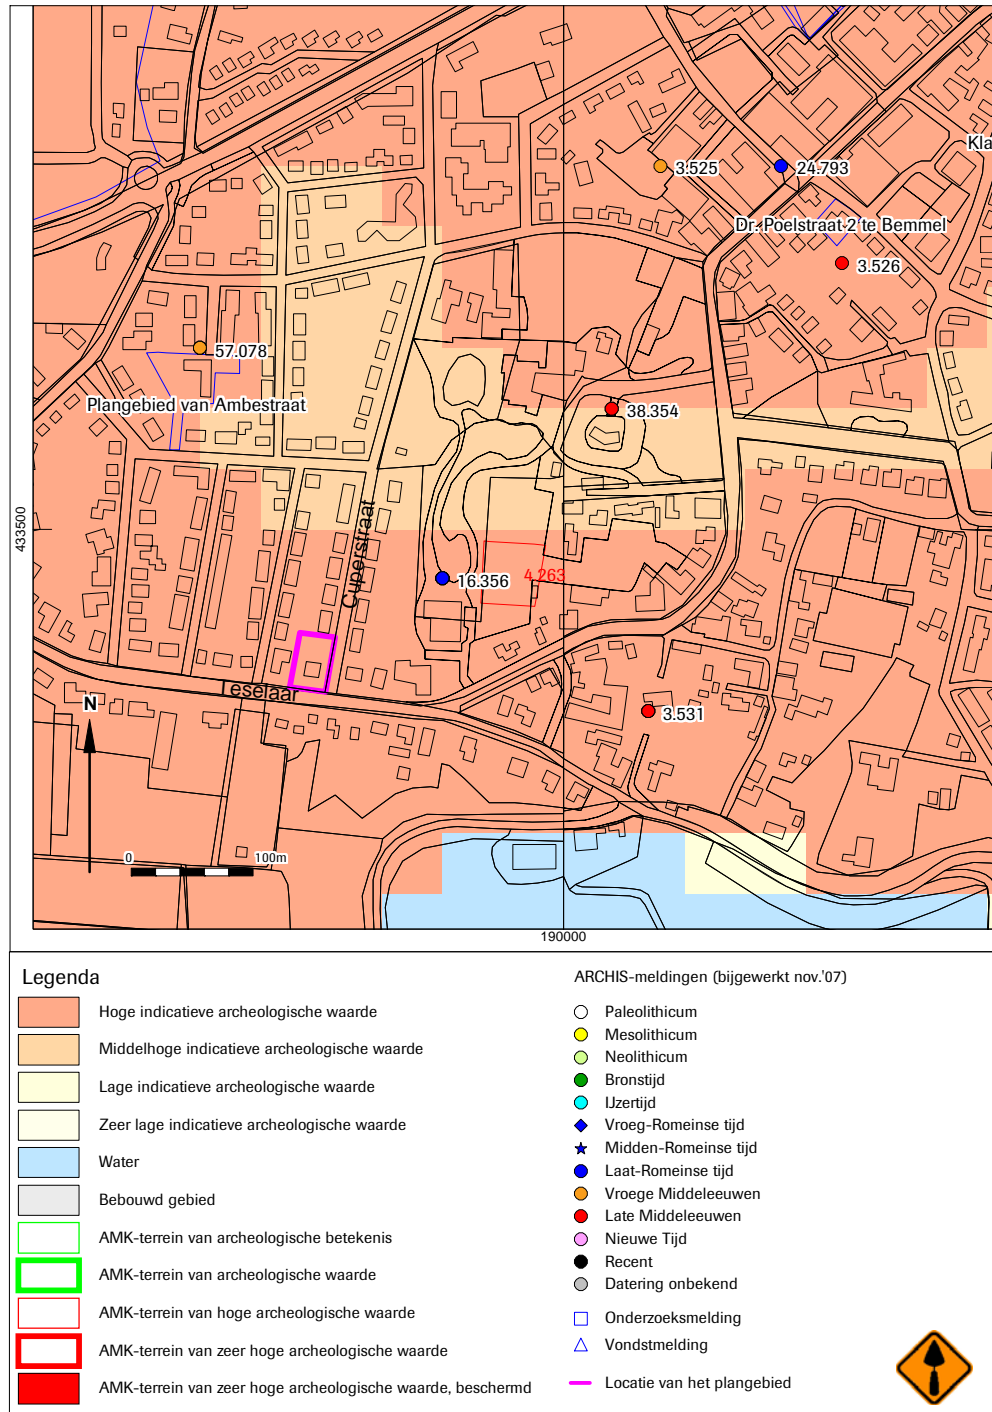 Kla
3.525
24.793
Dr. Poelstraat-2 te Bemmel
3.526
57.078
Plangebied van Ambestraat
38.354
433500
Cuperstraat
16.356
4.263
Teselaar
N
3.531
0
100m
190000
Legenda
Hoge indicatieve archeologische waarde
Middelhoge indicatieve archeologische waarde
Lage indicatieve archeologische waarde
Zeer lage indicatieve archeologische waarde
Water
Bebouwd gebied
AMK-terrein van archeologische betekenis
AMK-terrein van archeologische waarde
AMK-terrein van hoge archeologische waarde
AMK-terrein van zeer hoge archeologische waarde
AMK-terrein van zeer hoge archeologische waarde, beschermd
ARCHIS-meldingen (bijgewerkt nov.'07)
Paleolithicum
Mesolithicum
Neolithicum
Bronstijd
IJzertijd
Vroeg-Romeinse tijd
Midden-Romeinse tijd
Laat-Romeinse tijd
Vroege Middeleeuwen
Late Middeleeuwen
Nieuwe Tijd
Recent
Datering onbekend
Onderzoeksmelding
Vondstmelding
Locatie van het plangebied